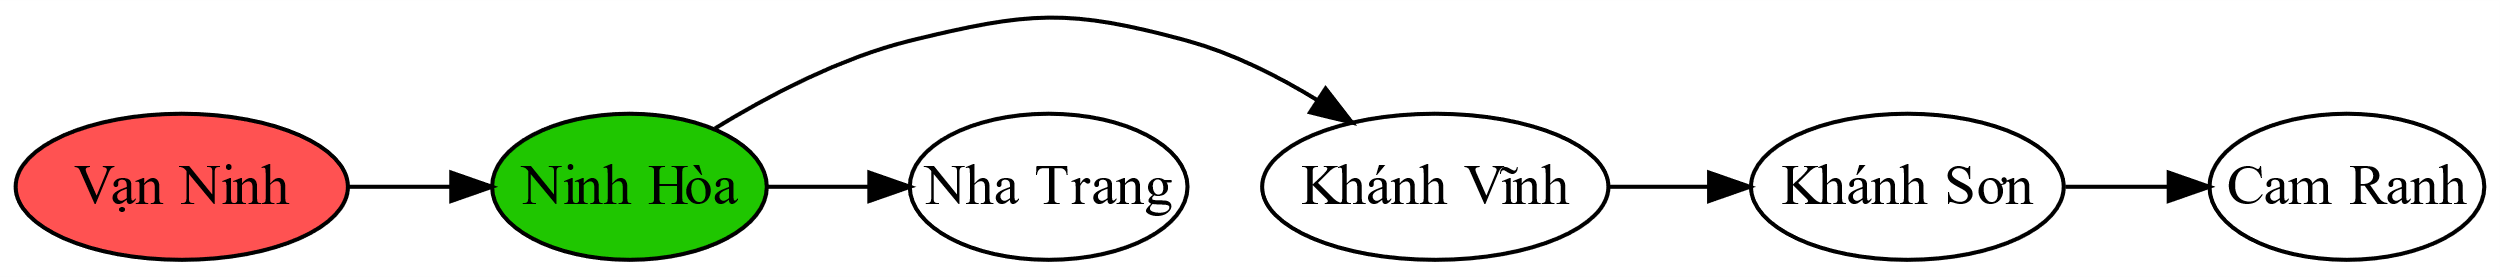 Vạn Ninh
Ninh Hòa
Nha Trang
Khánh Vĩnh
Khánh Sơn
Cam Ranh